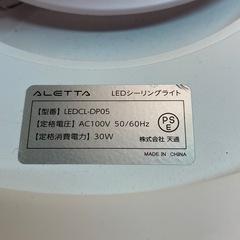 ALETTA LEDシーリングライト
【型番】LEDCL-DP05
【定格電圧】AC100V 50/60Hz
【定格消費電力】30W
PS
E
株式会社 天通
MADE IN CHINA